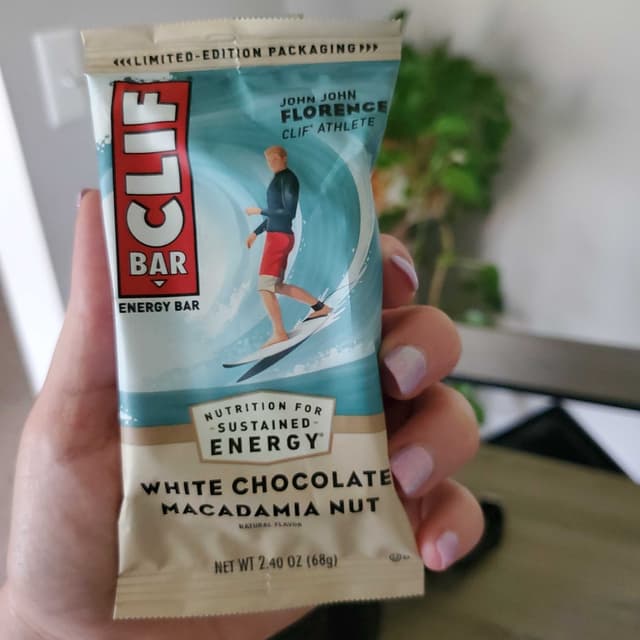 <<<LIMITED-EDITION PACKAGING>>>
CLIF
BAR
ENERGY BAR
JOHN JOHN
FLORENCE
CLIF® ATHLETE
NUTRITION FOR
-SUSTAINED-
ENERGY®
WHITE CHOCOLATE
MACADAMIA NUT
NATURAL FLAVOR
NET WT 2.40 OZ (68g)